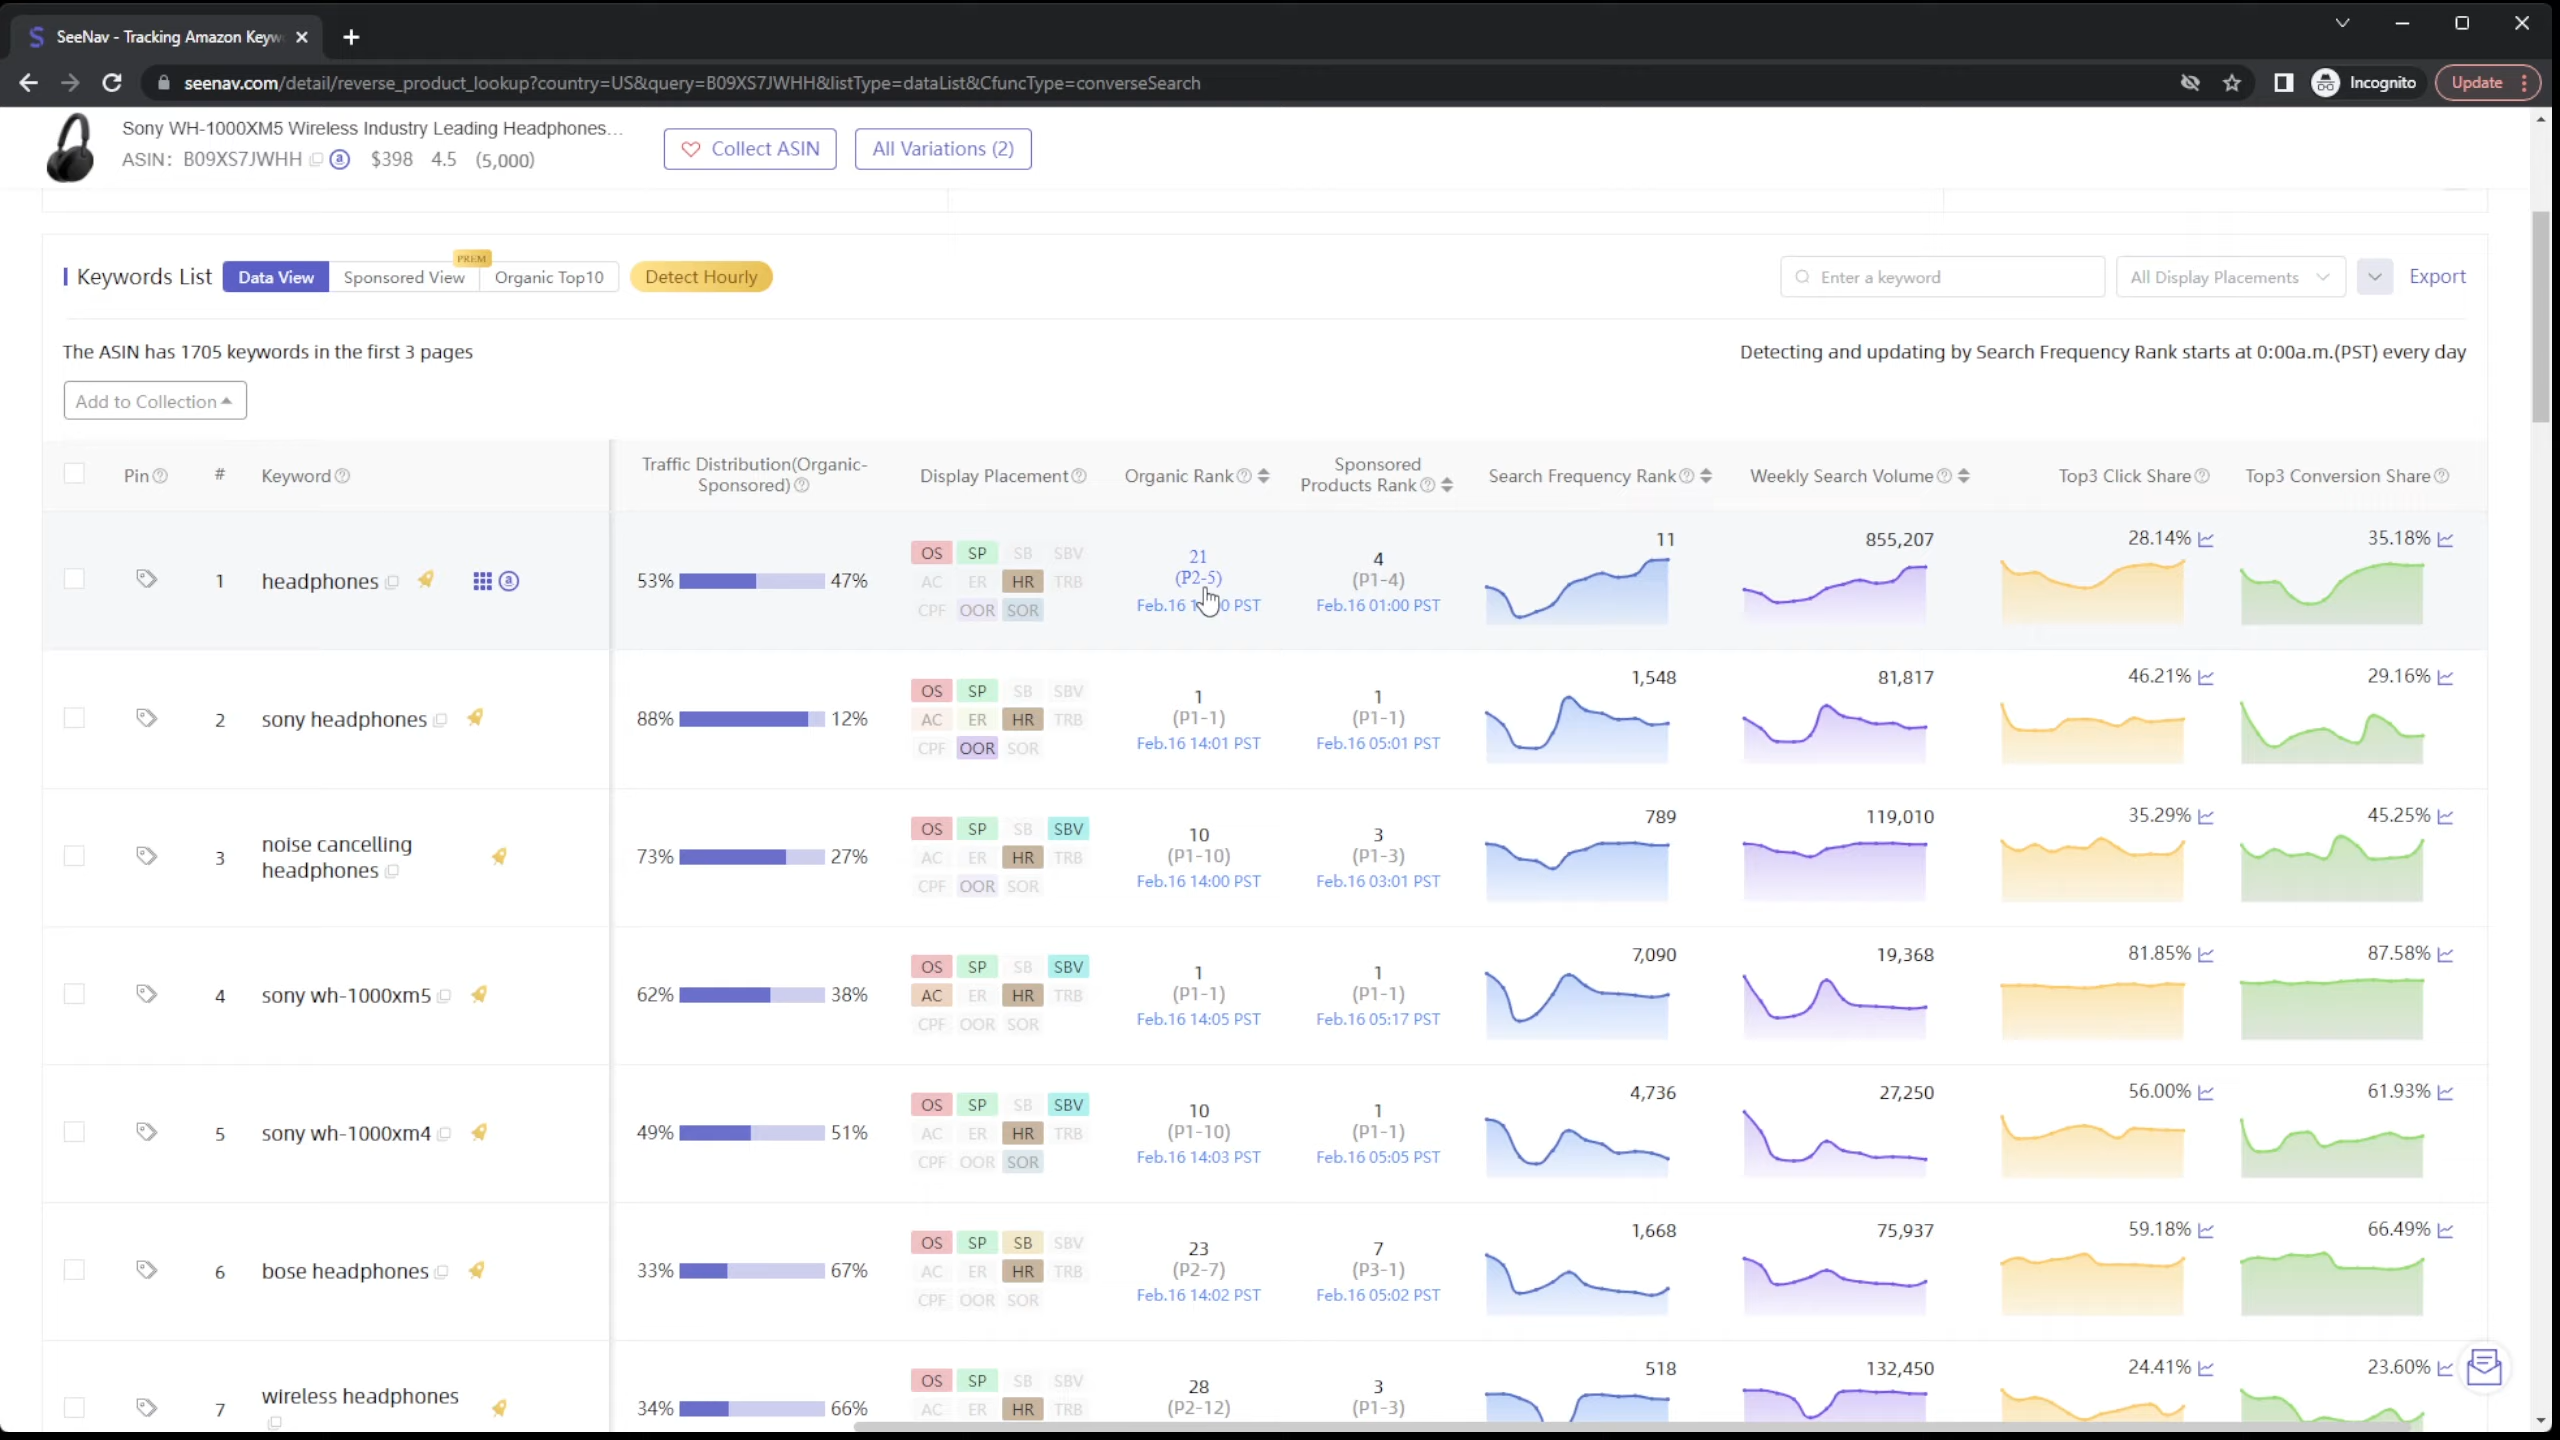 SeeNav - Tracking Amazon Keyw
seenav.com/detail/reverse_product_lookup?country=US&query=B09XS7JWHH&listType=dataList&CfuncType=converseSearch
Incognito
Update
Sony WH-1000XM5 Wireless Industry Leading Headphones...
ASIN: B09XS7JWHH $398 4.5 (5,000)
Collect ASIN
All Variations (2)
Keywords List
Data View
Sponsored View
PREM
Organic Top10
Detect Hourly
Enter a keyword
All Display Placements
Export
The ASIN has 1705 keywords in the first 3 pages
Detecting and updating by Search Frequency Rank starts at 0:00a.m.(PST) every day
Add to Collection
Pin # Keyword Traffic Distribution(Organic-Sponsored) Display Placement Organic Rank Sponsored Products Rank Search Frequency Rank Weekly Search Volume Top3 Click Share Top3 Conversion Share
1 headphones 53% 47%
OS SP SB SBV
AC ER HR TRB
CPF OOR SOR
21
(P2-5)
Feb.16 PST
4
(P1-4)
Feb.16 01:00 PST
11 855,207 28.14% 35.18%
2 sony headphones 88% 12%
OS SP SB SBV
AC ER HR TRB
CPF OOR SOR
1
(P1-1)
Feb.16 14:01 PST
1
(P1-1)
Feb.16 05:01 PST
1,548 81,817 46.21% 29.16%
3 noise cancelling
headphones
73% 27%
OS SP SB SBV
AC ER HR TRB
CPF OOR SOR
10
(P1-10)
Feb.16 14:00 PST
3
(P1-3)
Feb.16 03:01 PST
789 119,010 35.29% 45.25%
4 sony wh-1000xm5 62% 38%
OS SP SB SBV
AC ER HR TRB
CPF OOR SOR
1
(P1-1)
Feb.16 14:05 PST
1
(P1-1)
Feb.16 05:17 PST
7,090 19,368 81.85% 87.58%
5 sony wh-1000xm4 49% 51%
OS SP SB SBV
AC ER HR TRB
CPF OOR SOR
10
(P1-10)
Feb.16 14:03 PST
1
(P1-1)
Feb.16 05:05 PST
4,736 27,250 56.00% 61.93%
6 bose headphones 33% 67%
OS SP SB SBV
AC ER HR TRB
CPF OOR SOR
23
(P2-7)
Feb.16 14:02 PST
7
(P3-1)
Feb.16 05:02 PST
1,668 75,937 59.18% 66.49%
7 wireless headphones 34% 66%
OS SP SB SBV
AC ER HR TRB
28
(P2-12)
3
(P1-3)
518 132,450 24.41% 23.60%